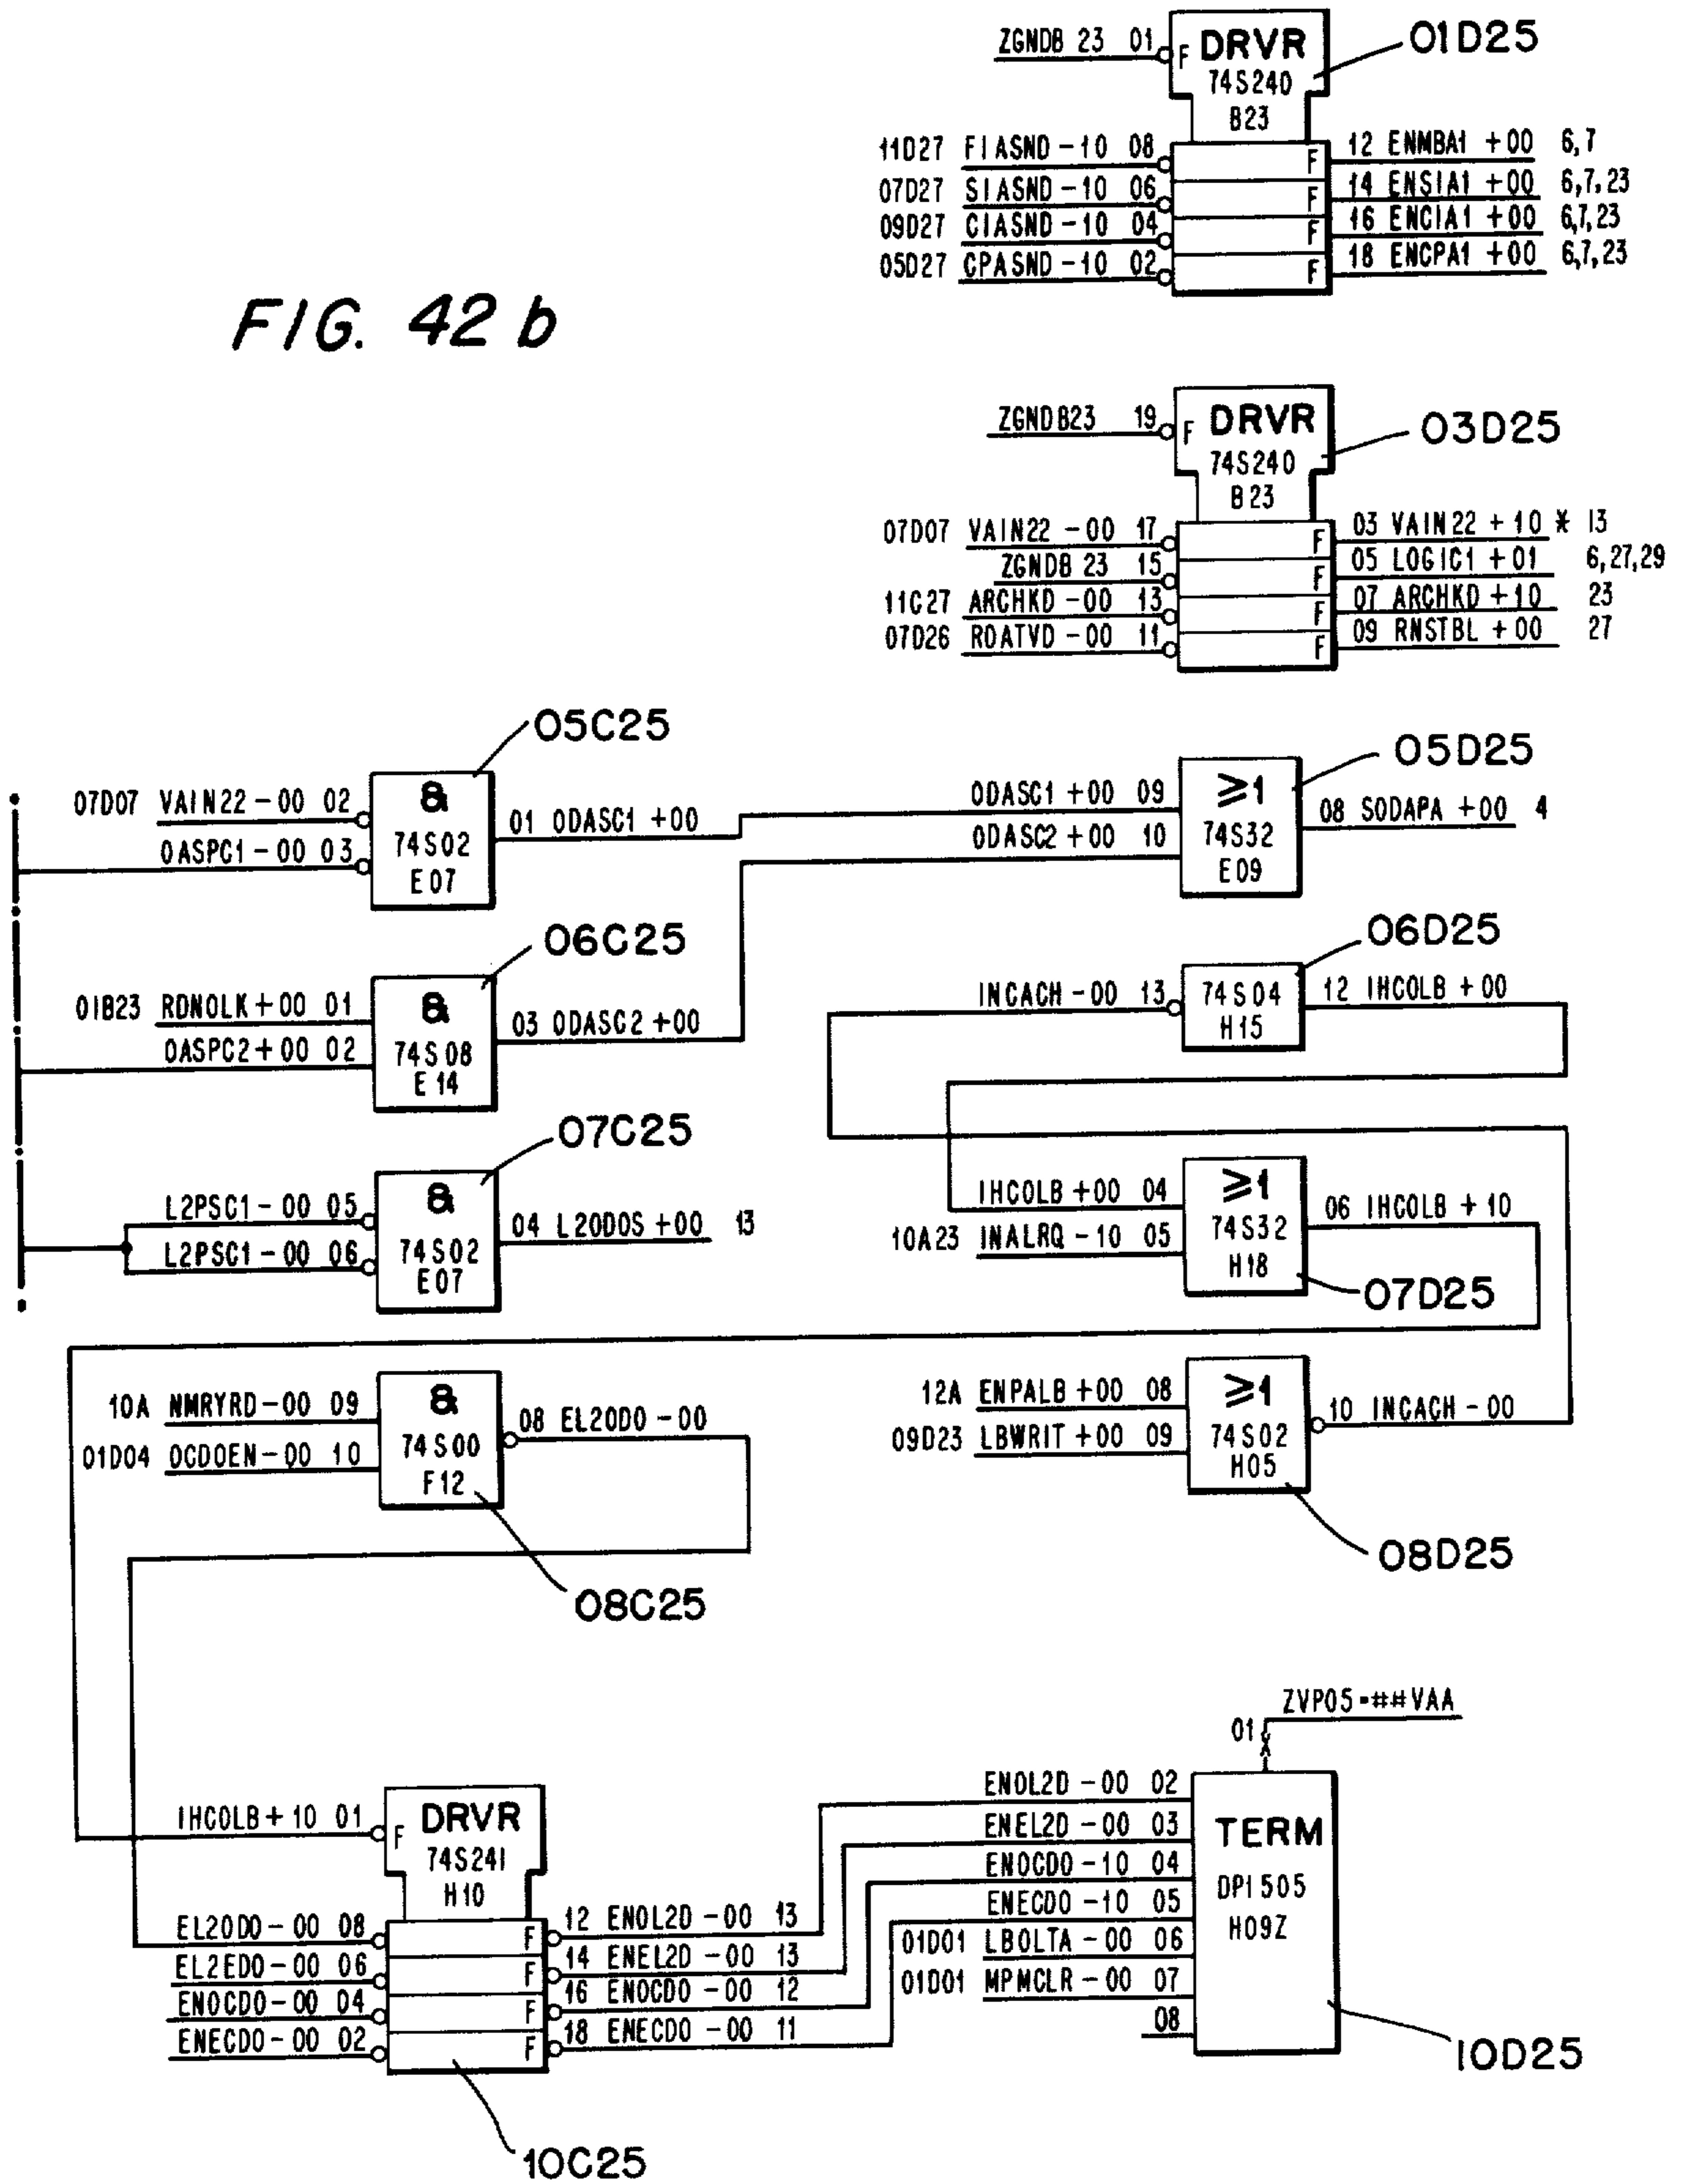 ZGNDB 23 01
F DRVR
74S240
B23
01D25
11D27 FIASND -10 08
F 12 ENMBA1 +00 6,7
07D27 SIASND -10 06
F 14 ENSIA1 +00 6,7,23
09D27 CIASND -10 04
F 16 ENCIA1 +00 6,7,23
05D27 CPASND -10 02
F 18 ENCPA1 +00 6,7,23
FIG. 42 b
ZGNDB23 19
F DRVR
74S240
B23
03D25
07D07 VAIN22 -00 17
F 03 VAIN22 +10 * 13
ZGNDB 23 15
F 05 LOGIC1 +01 6,27,29
11C27 ARCHKD -00 13
F 07 ARCHKD +10 23
07D26 RDATVD -00 11
F 09 RNSTBL +00 27
05C25
07D07 VAIN22 -00 02
OASPC1 -00 03
&
74S02
E07
01 ODASC1 +00
05D25
ODASC1 +00 09
ODASC2 +00 10
≥1
74S32
E09
08 SODAPA +00 4
06C25
01B23 RDNOLK +00 01
OASPC2 +00 02
&
74S08
E14
03 ODASC2 +00
06D25
INCACH -00 13
74S04
H15
12 IHCOLB +00
07C25
L2PSC1 -00 05
L2PSC1 -00 06
&
74S02
E07
04 L2ODOS +00 13
IHCOLB +00 04
10A23 INALRQ -10 05
≥1
74S32
H18
06 IHCOLB +10
07D25
10A NMRYRD -00 09
01D04 OCDOEN -00 10
&
74S00
F12
08 EL2ODO -00
08C25
12A ENPALB +00 08
09D23 LBWRIT +00 09
≥1
74S02
H05
10 INCACH -00
08D25
ZVP05-##VAA
01
IHCOLB +10 01
F DRVR
74S241
H10
EL2ODO -00 08
F 12 ENOL2D -00 13
EL2EDO -00 06
F 14 ENEL2D -00 13
ENOCDO -00 04
F 16 ENOCDO -00 12
ENECDO -00 02
F 18 ENECDO -00 11
10C25
ENOL2D -00 02
ENEL2D -00 03
ENOCDO -10 04
ENECDO -10 05
01D01 LBOLTA -00 06
01D01 MPMCLR -00 07
08
TERM
DP1505
H09Z
10D25